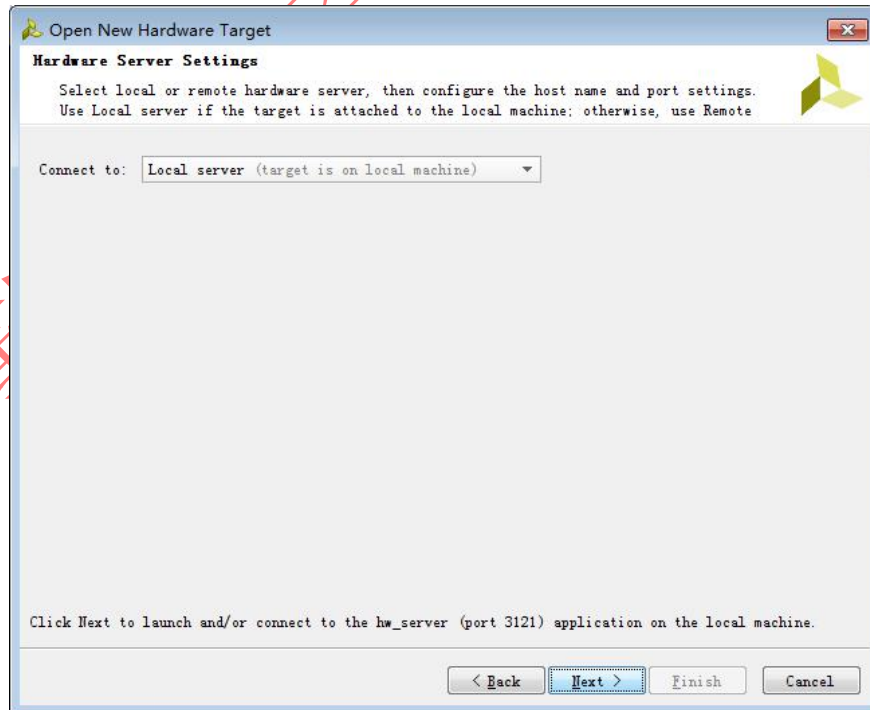 Open New Hardware Target
Hardware Server Settings
Select local or remote hardware server, then configure the host name and port settings.
Use Local server if the target is attached to the local machine; otherwise, use Remote
Connect to: Local server (target is on local machine)
Click Next to launch and/or connect to the hw_server (port 3121) application on the local machine.
< Back Next > Finish Cancel